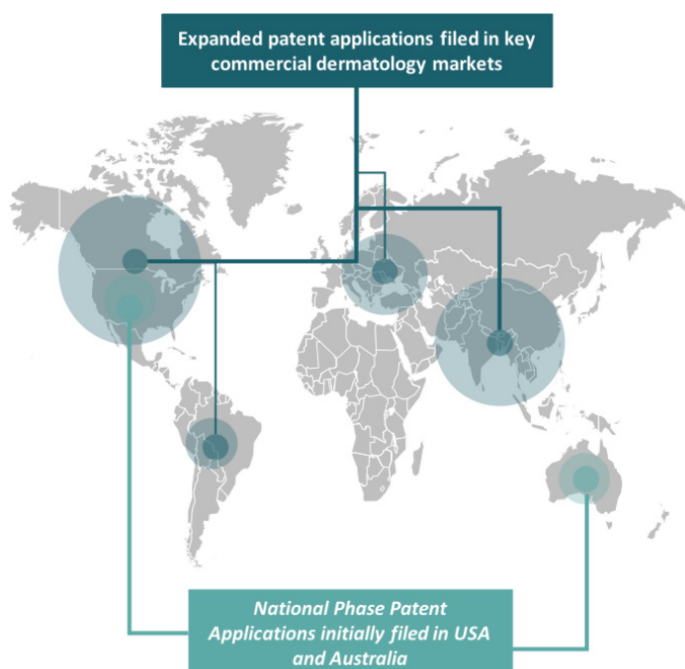 Expanded patent applications filed in key
commercial dermatology markets
National Phase Patent
Applications initially filed in USA
and Australia